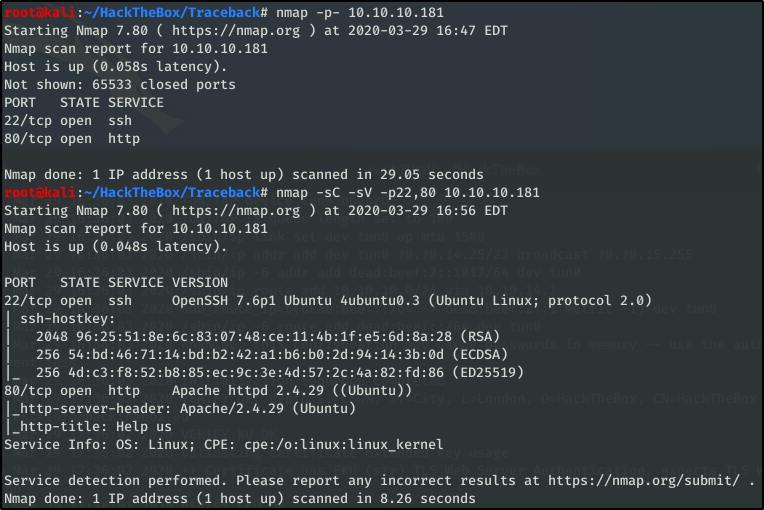 root@kali:~/HackTheBox/Traceback# nmap -p- 10.10.10.181
Starting Nmap 7.80 ( https://nmap.org ) at 2020-03-29 16:47 EDT
Nmap scan report for 10.10.10.181
Host is up (0.058s latency).
Not shown: 65533 closed ports
PORT   STATE SERVICE
22/tcp open  ssh
80/tcp open  http
Nmap done: 1 IP address (1 host up) scanned in 29.05 seconds
root@kali:~/HackTheBox/Traceback# nmap -sC -sV -p22,80 10.10.10.181
Starting Nmap 7.80 ( https://nmap.org ) at 2020-03-29 16:56 EDT
Nmap scan report for 10.10.10.181
Host is up (0.048s latency).
PORT   STATE SERVICE VERSION
22/tcp open  ssh     OpenSSH 7.6p1 Ubuntu 4ubuntu0.3 (Ubuntu Linux; protocol 2.0)
| ssh-hostkey:
|   2048 96:25:51:8e:6c:83:07:48:ce:11:4b:1f:e5:6d:8a:28 (RSA)
|   256 54:bd:46:71:14:bd:b2:42:a1:b6:b0:2d:94:14:3b:0d (ECDSA)
|_  256 4d:c3:f8:52:b8:85:ec:9c:3e:4d:57:2c:4a:82:fd:86 (ED25519)
80/tcp open  http    Apache httpd 2.4.29 ((Ubuntu))
|_http-server-header: Apache/2.4.29 (Ubuntu)
|_http-title: Help us
Service Info: OS: Linux; CPE: cpe:/o:linux:linux_kernel
Service detection performed. Please report any incorrect results at https://nmap.org/submit/ .
Nmap done: 1 IP address (1 host up) scanned in 8.26 seconds